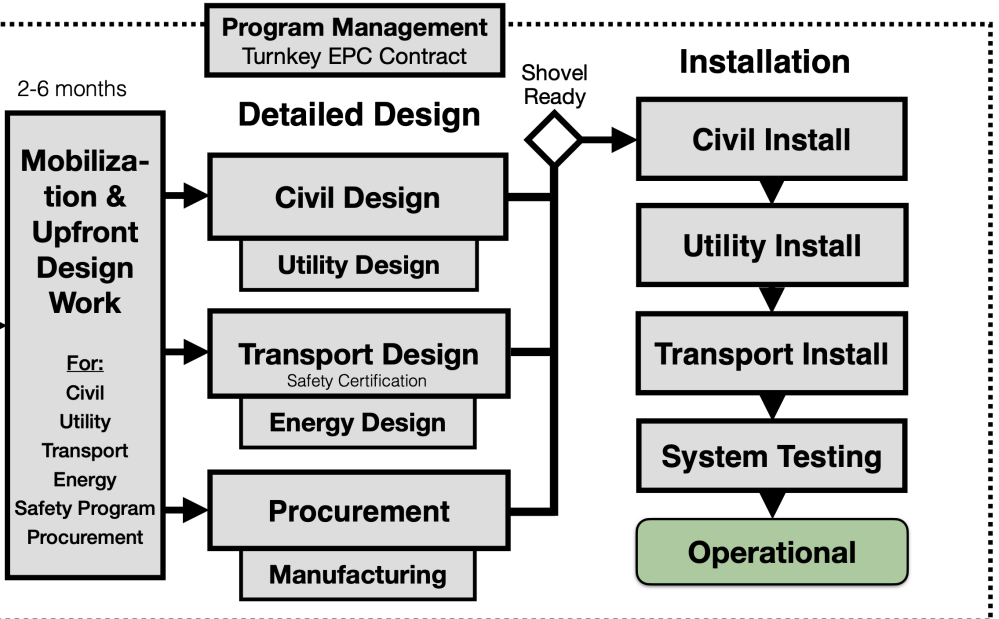 Program Management
Turnkey EPC Contract
2-6 months
Mobiliza-
tion &
Upfront
Design
Work
For:
Civil
Utility
Transport
Energy
Safety Program
Procurement
Detailed Design
Civil Design
Utility Design
Transport Design
Safety Certification
Energy Design
Procurement
Manufacturing
Shovel
Ready
Installation
Civil Install
Utility Install
Transport Install
System Testing
Operational